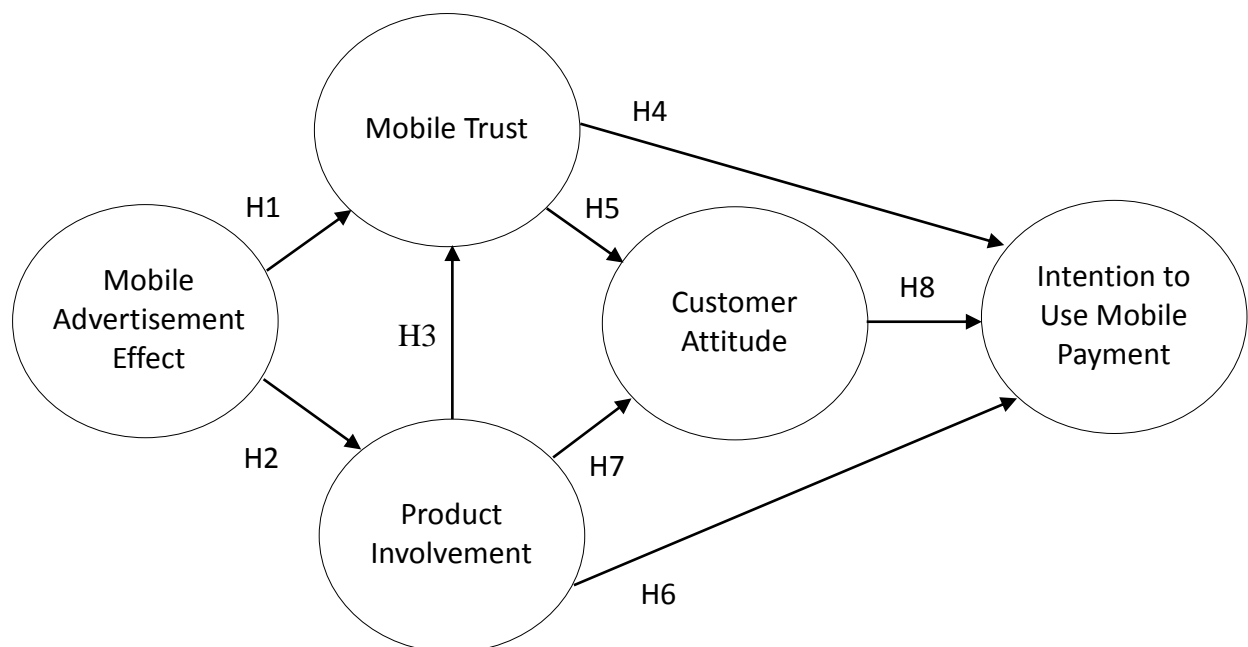 Mobile Trust
H4
H1
H5
Mobile
Advertisement
Effect
H3
Customer
Attitude
H8
Intention to
Use Mobile
Payment
H2
H7
Product
Involvement
H6